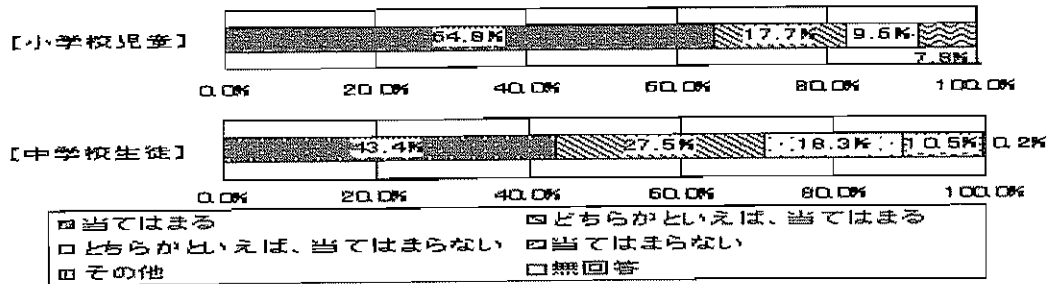 [小学校児童] 64.8% 17.7% 9.6%
7.8%
0.0% 20.0% 40.0% 60.0% 80.0% 100.0%
[中学校生徒] 43.4% 27.5% 18.3% 10.5% 0.2%
0.0% 20.0% 40.0% 60.0% 80.0% 100.0%
当てはまる どちらかといえば、当てはまる
どちらかといえば、当てはまらない 当てはまらない
その他 無回答